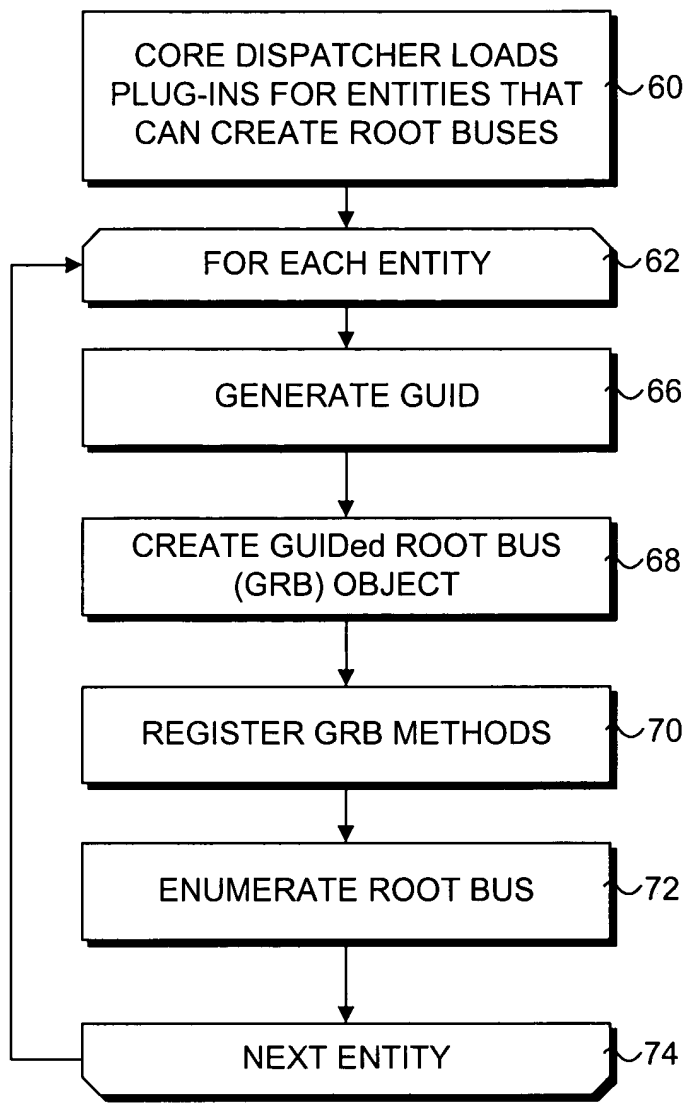 CORE DISPATCHER LOADS
PLUG-INS FOR ENTITIES THAT
CAN CREATE ROOT BUSES
60
FOR EACH ENTITY
62
GENERATE GUID
66
CREATE GUIDed ROOT BUS
(GRB) OBJECT
68
REGISTER GRB METHODS
70
ENUMERATE ROOT BUS
72
NEXT ENTITY
74